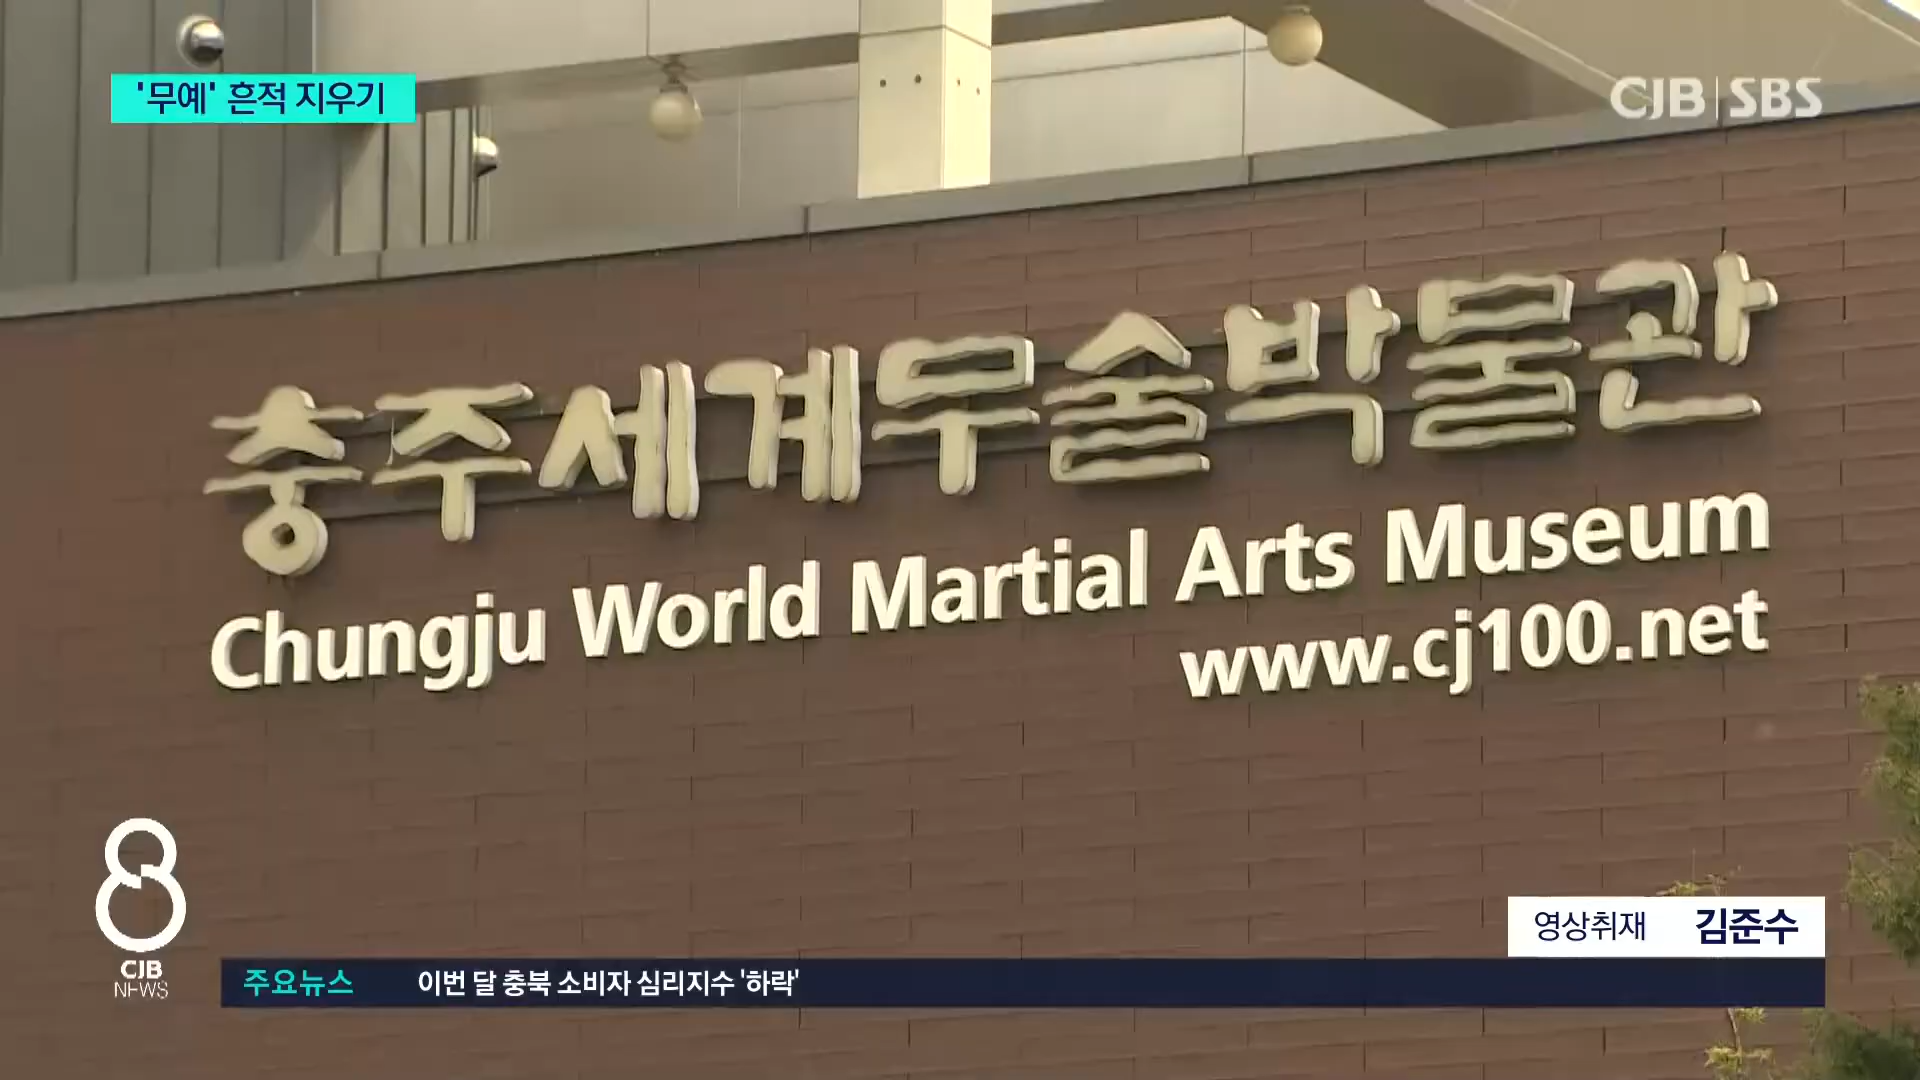 '무예' 흔적 지우기
CJB | SBS
충주세계무술박물관
Chungju World Martial Arts Museum
www.cj100.net
8
CJB
NEWS
영상취재 김준수
주요뉴스 이번 달 충북 소비자 심리지수 '하락'